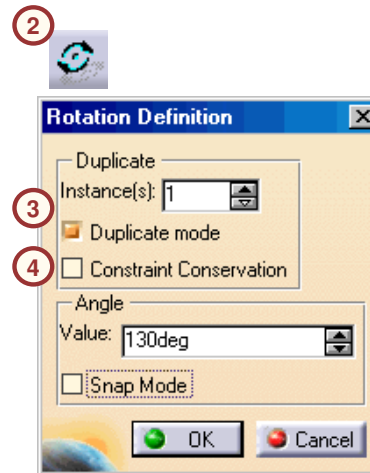 2
Rotation Definition
Duplicate
Instance(s): 1
3
Duplicate mode
4
Constraint Conservation
Angle
Value: 130deg
Snap Mode
OK Cancel